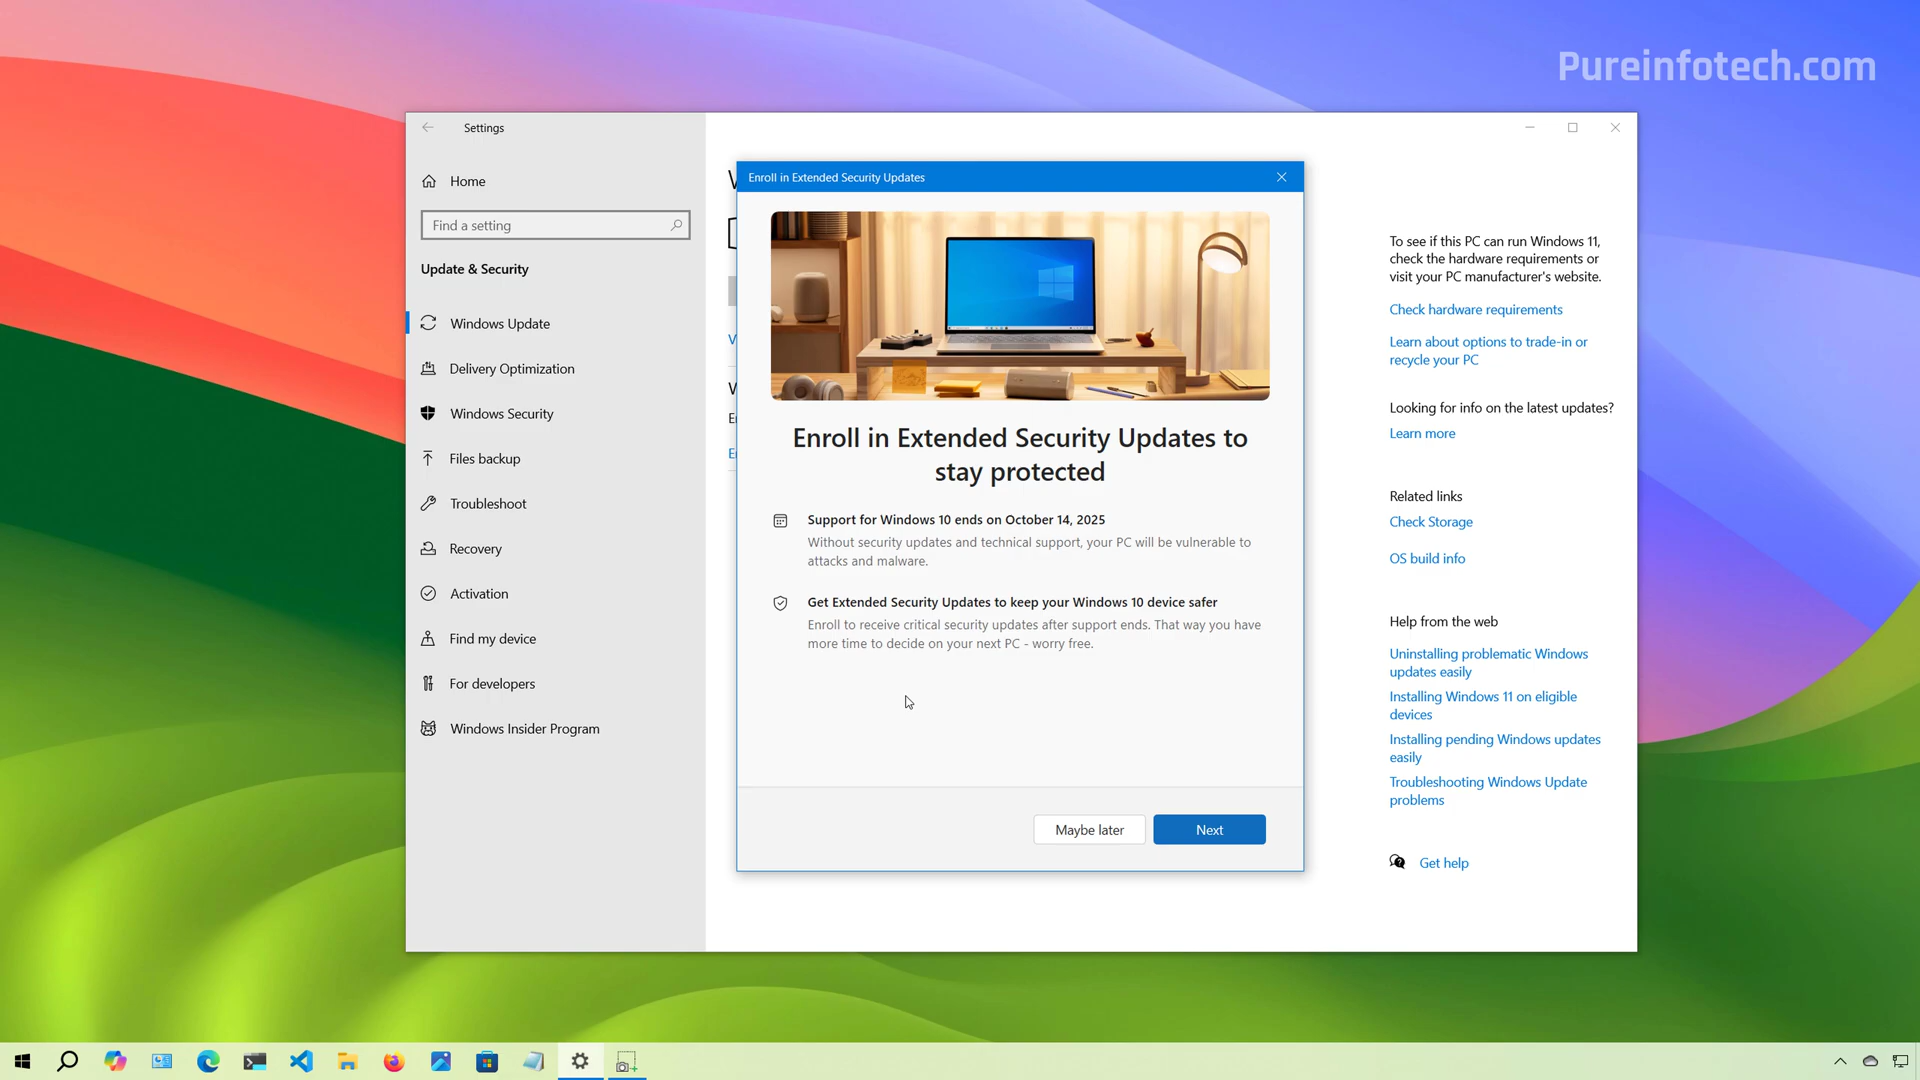 Pureinfotech.com
Settings
Home
Find a setting
Update & Security
Windows Update
Delivery Optimization
Windows Security
Files backup
Troubleshoot
Recovery
Activation
Find my device
For developers
Windows Insider Program
Enroll in Extended Security Updates
Enroll in Extended Security Updates to
stay protected
Support for Windows 10 ends on October 14, 2025
Without security updates and technical support, your PC will be vulnerable to
attacks and malware.
Get Extended Security Updates to keep your Windows 10 device safer
Enroll to receive critical security updates after support ends. That way you have
more time to decide on your next PC - worry free.
Maybe later
Next
To see if this PC can run Windows 11,
check the hardware requirements or
visit your PC manufacturer's website.
Check hardware requirements
Learn about options to trade-in or
recycle your PC
Looking for info on the latest updates?
Learn more
Related links
Check Storage
OS build info
Help from the web
Uninstalling problematic Windows
updates easily
Installing Windows 11 on eligible
devices
Installing pending Windows updates
easily
Troubleshooting Windows Update
problems
Get help